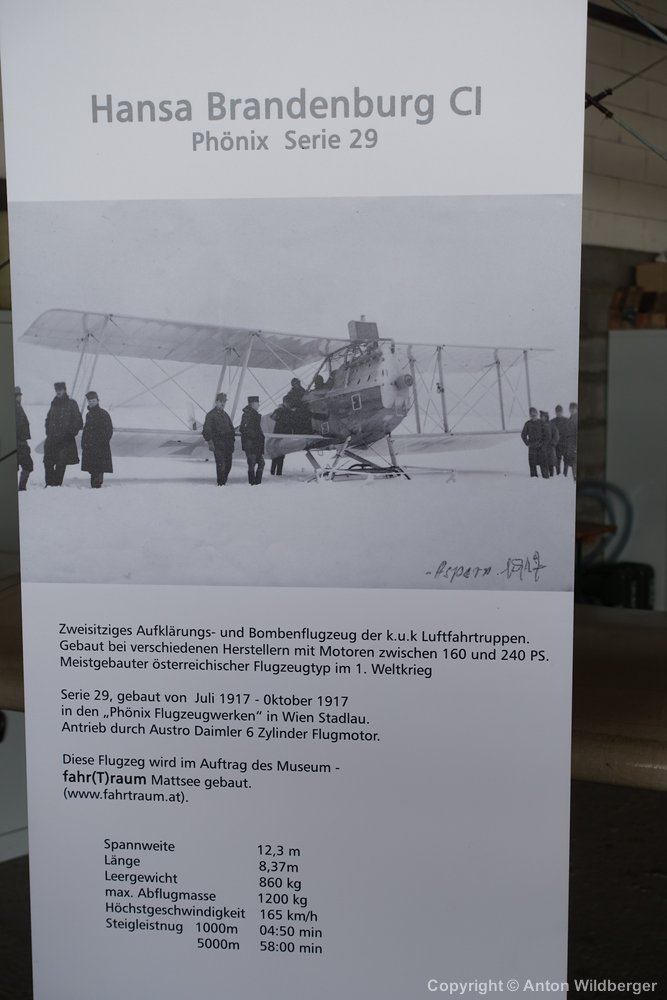 Hansa Brandenburg CI
Phönix Serie 29
-Aspern. 1917
Zweisitziges Aufklärungs- und Bombenflugzeug der k.u.k Luftfahrtruppen.
Gebaut bei verschiedenen Herstellern mit Motoren zwischen 160 und 240 PS.
Meistgebauter österreichischer Flugzeugtyp im 1. Weltkrieg
Serie 29, gebaut von Juli 1917 - 0ktober 1917
in den „Phönix Flugzeugwerken“ in Wien Stadlau.
Antrieb durch Austro Daimler 6 Zylinder Flugmotor.
Diese Flugzeg wird im Auftrag des Museum -
fahr(T)raum Mattsee gebaut.
(www.fahrtraum.at).
Spannweite 12,3 m
Länge 8,37m
Leergewicht 860 kg
max. Abflugmasse 1200 kg
Höchstgeschwindigkeit 165 km/h
Steigleistnug 1000m 04:50 min
5000m 58:00 min
Copyright © Anton Wildberger